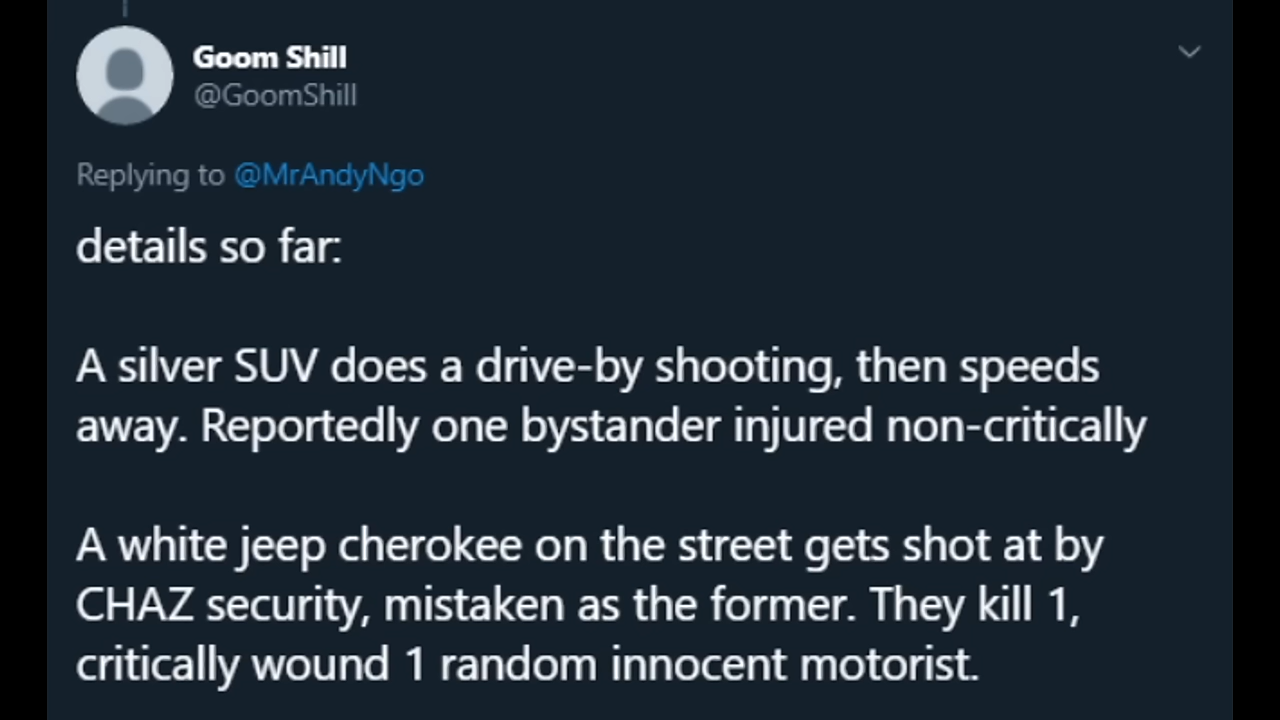 Goom Shill
@GoomShill
Replying to @MrAndyNgo
details so far:
A silver SUV does a drive-by shooting, then speeds
away. Reportedly one bystander injured non-critically
A white jeep cherokee on the street gets shot at by
CHAZ security, mistaken as the former. They kill 1,
critically wound 1 random innocent motorist.